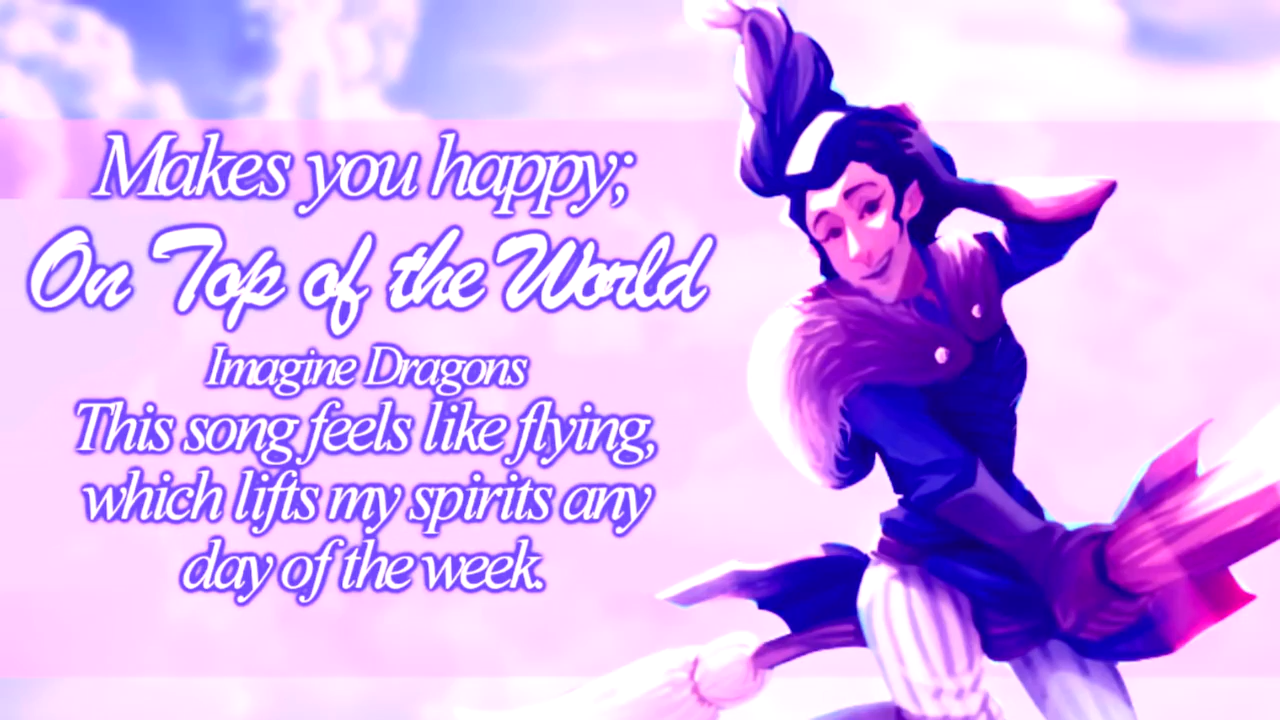 Makes you happy;
On Top of the World
Imagine Dragons
This song feels like flying,
which lifts my spirits any
day of the week.